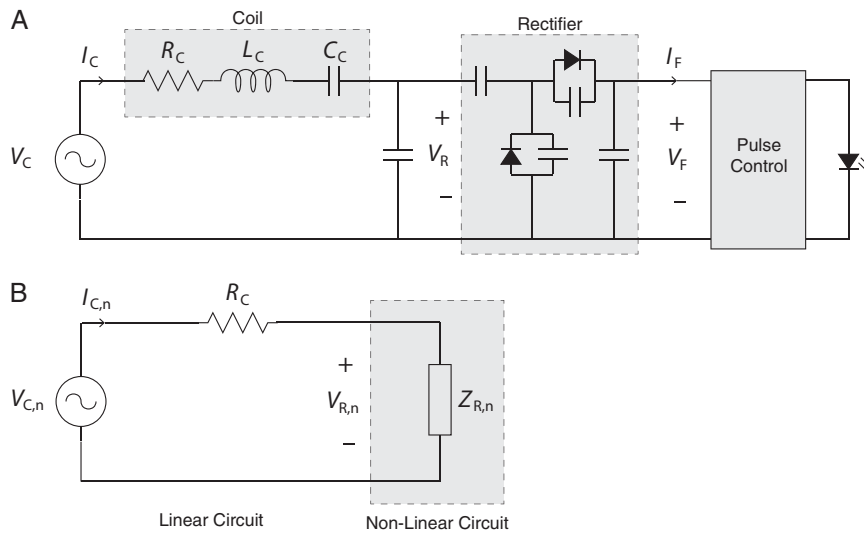 A
Coil
Rectifier
I_C
R_C
L_C
C_C
I_F
V_C
+
V_R
−
+
V_F
−
Pulse
Control
B
I_C,n
R_C
V_C,n
+
V_R,n
−
Z_R,n
Linear Circuit
Non-Linear Circuit